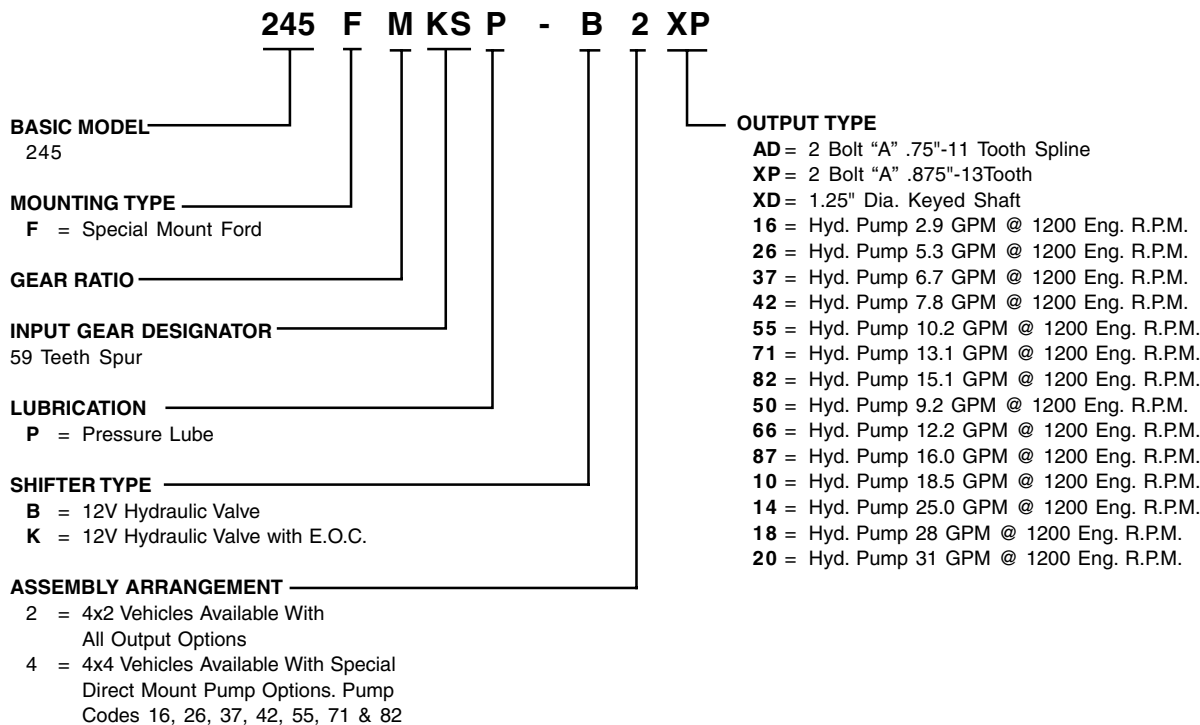 245 F M KS P - B 2 XP
BASIC MODEL
245
MOUNTING TYPE
F = Special Mount Ford
GEAR RATIO
INPUT GEAR DESIGNATOR
59 Teeth Spur
LUBRICATION
P = Pressure Lube
SHIFTER TYPE
B = 12V Hydraulic Valve
K = 12V Hydraulic Valve with E.O.C.
ASSEMBLY ARRANGEMENT
2 = 4x2 Vehicles Available With
All Output Options
4 = 4x4 Vehicles Available With Special
Direct Mount Pump Options. Pump
Codes 16, 26, 37, 42, 55, 71 & 82
OUTPUT TYPE
AD = 2 Bolt “A” .75"-11 Tooth Spline
XP = 2 Bolt “A” .875"-13Tooth
XD = 1.25" Dia. Keyed Shaft
16 = Hyd. Pump 2.9 GPM @ 1200 Eng. R.P.M.
26 = Hyd. Pump 5.3 GPM @ 1200 Eng. R.P.M.
37 = Hyd. Pump 6.7 GPM @ 1200 Eng. R.P.M.
42 = Hyd. Pump 7.8 GPM @ 1200 Eng. R.P.M.
55 = Hyd. Pump 10.2 GPM @ 1200 Eng. R.P.M.
71 = Hyd. Pump 13.1 GPM @ 1200 Eng. R.P.M.
82 = Hyd. Pump 15.1 GPM @ 1200 Eng. R.P.M.
50 = Hyd. Pump 9.2 GPM @ 1200 Eng. R.P.M.
66 = Hyd. Pump 12.2 GPM @ 1200 Eng. R.P.M.
87 = Hyd. Pump 16.0 GPM @ 1200 Eng. R.P.M.
10 = Hyd. Pump 18.5 GPM @ 1200 Eng. R.P.M.
14 = Hyd. Pump 25.0 GPM @ 1200 Eng. R.P.M.
18 = Hyd. Pump 28 GPM @ 1200 Eng. R.P.M.
20 = Hyd. Pump 31 GPM @ 1200 Eng. R.P.M.